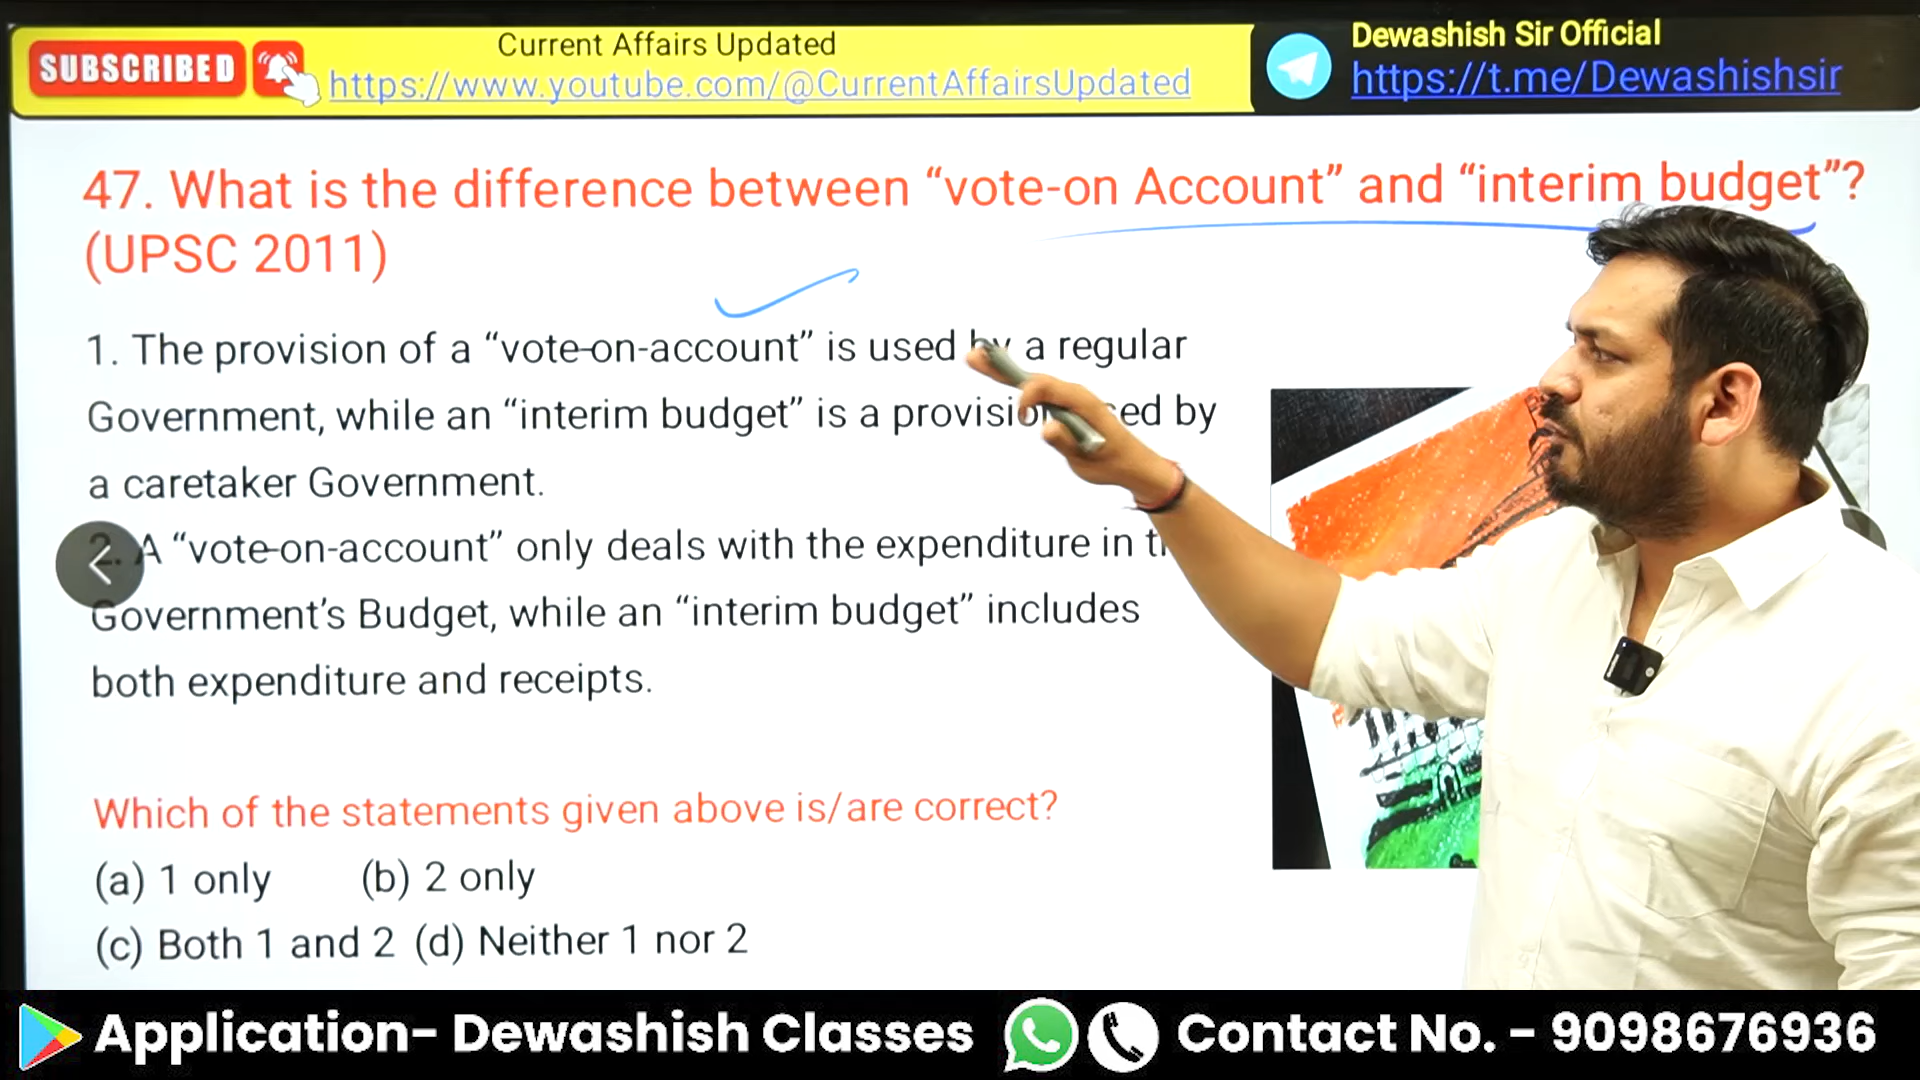 SUBSCRIBED
Current Affairs Updated
https://www.youtube.com/@CurrentAffairsUpdated
Dewashish Sir Official
https://t.me/Dewashishsir
47. What is the difference between “vote-on Account” and “interim budget”?
(UPSC 2011)
1. The provision of a “vote-on-account” is used by a regular
Government, while an “interim budget” is a provision used by
a caretaker Government.
2. A “vote-on-account” only deals with the expenditure in
Government’s Budget, while an “interim budget” includes
both expenditure and receipts.
Which of the statements given above is/are correct?
(a) 1 only (b) 2 only
(c) Both 1 and 2 (d) Neither 1 nor 2
Application- Dewashish Classes
Contact No. - 9098676936